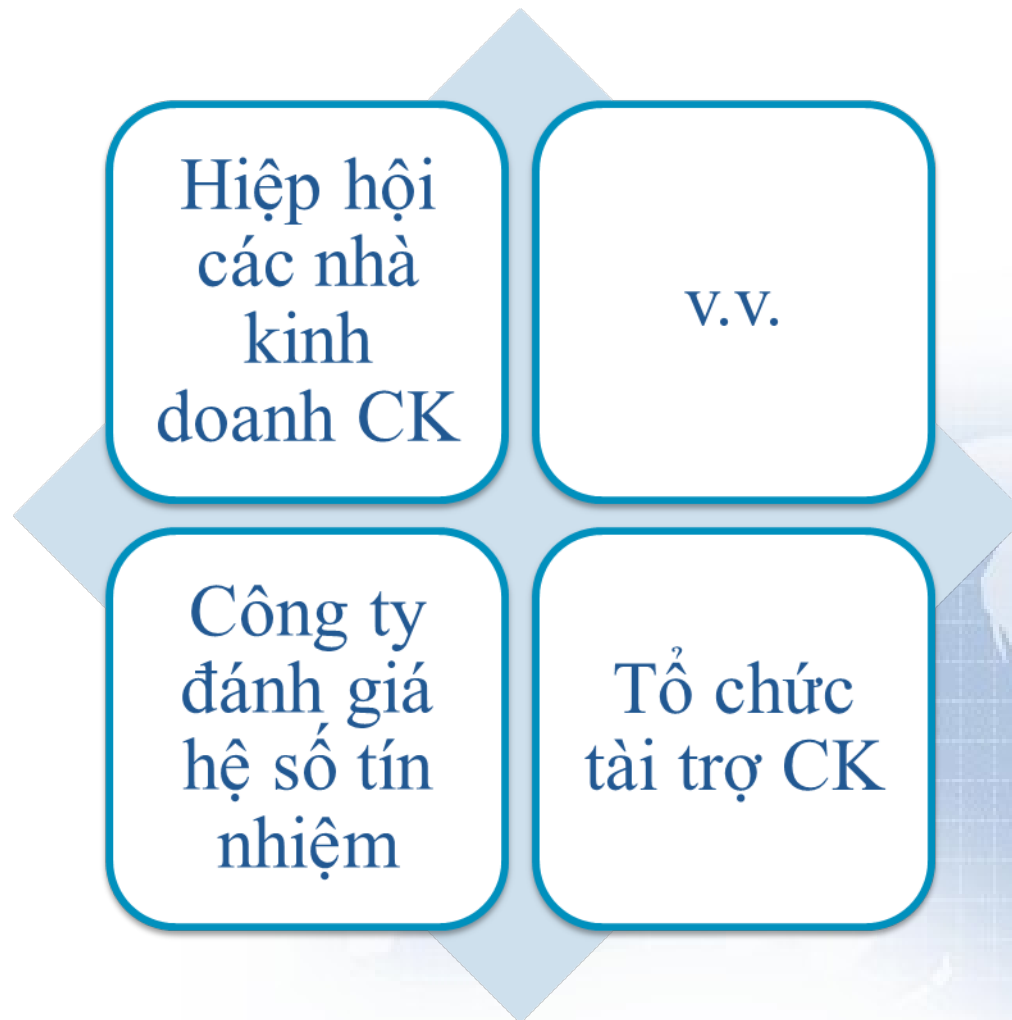 Hiệp hội
các nhà
kinh
doanh CK
v.v.
Công ty
đánh giá
hệ số tín
nhiệm
Tổ chức
tài trợ CK